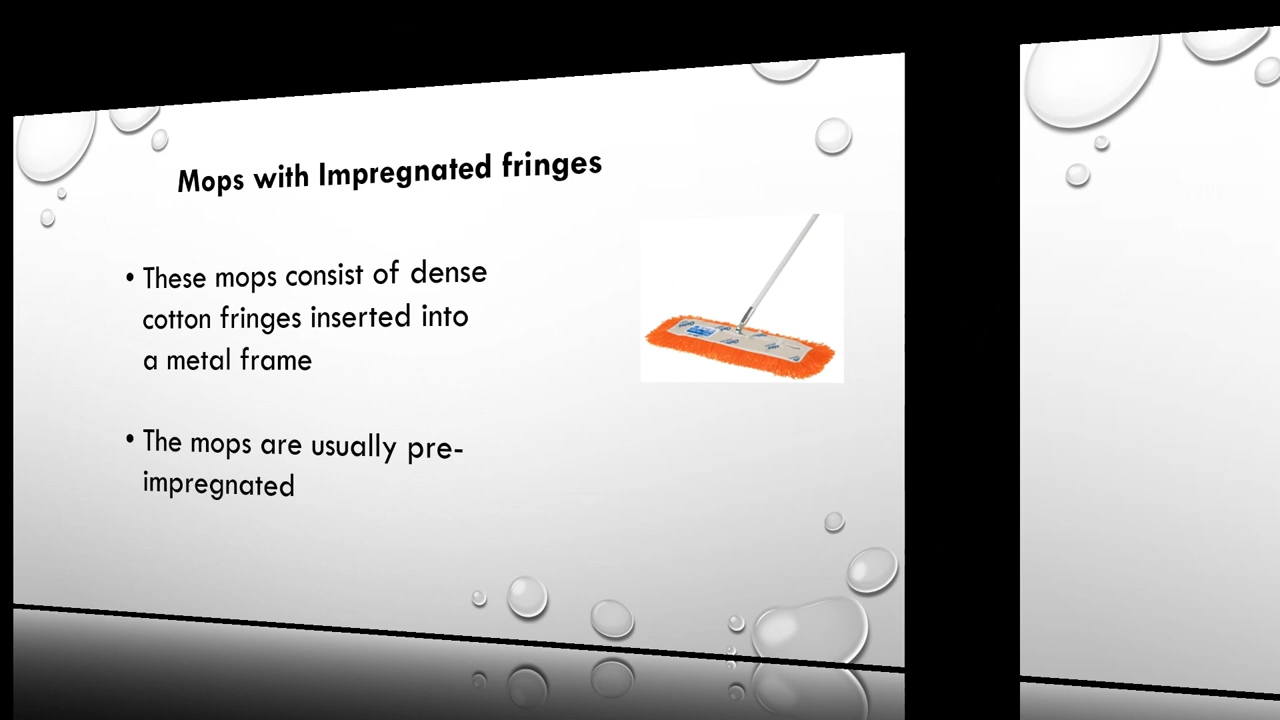 Mops with Impregnated fringes
• These mops consist of dense
cotton fringes inserted into
a metal frame
• The mops are usually pre-
impregnated